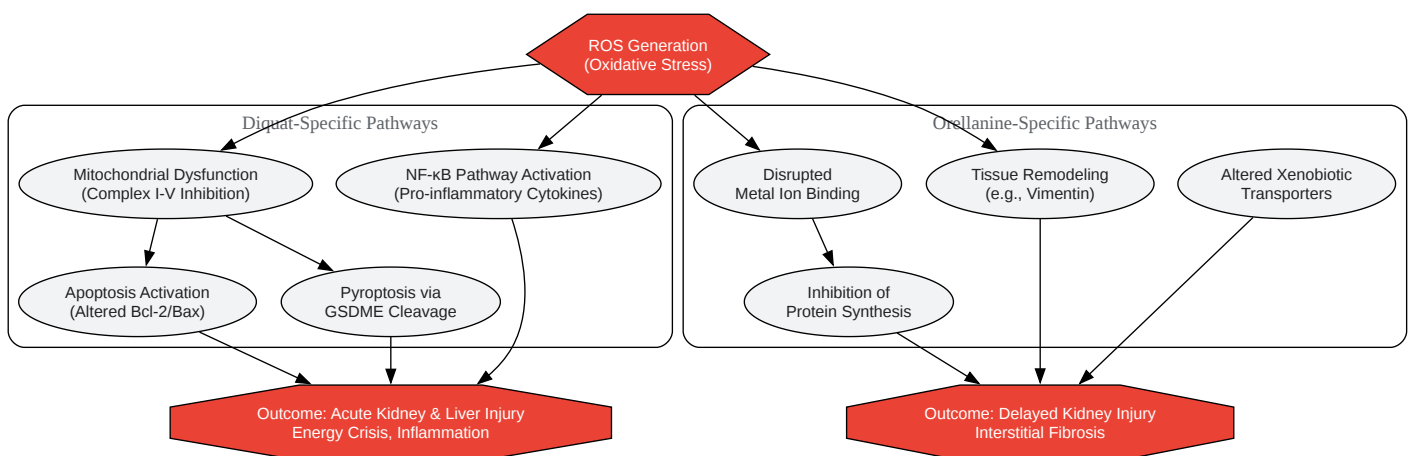 ROS Generation
(Oxidative Stress)
Diquat-Specific Pathways
Orellanine-Specific Pathways
Mitochondrial Dysfunction
(Complex I-V Inhibition)
NF-κB Pathway Activation
(Pro-inflammatory Cytokines)
Disrupted
Metal Ion Binding
Tissue Remodeling
(e.g., Vimentin)
Altered Xenobiotic
Transporters
Apoptosis Activation
(Altered Bcl-2/Bax)
Pyroptosis via
GSDME Cleavage
Inhibition of
Protein Synthesis
Outcome: Acute Kidney & Liver Injury
Energy Crisis, Inflammation
Outcome: Delayed Kidney Injury
Interstitial Fibrosis